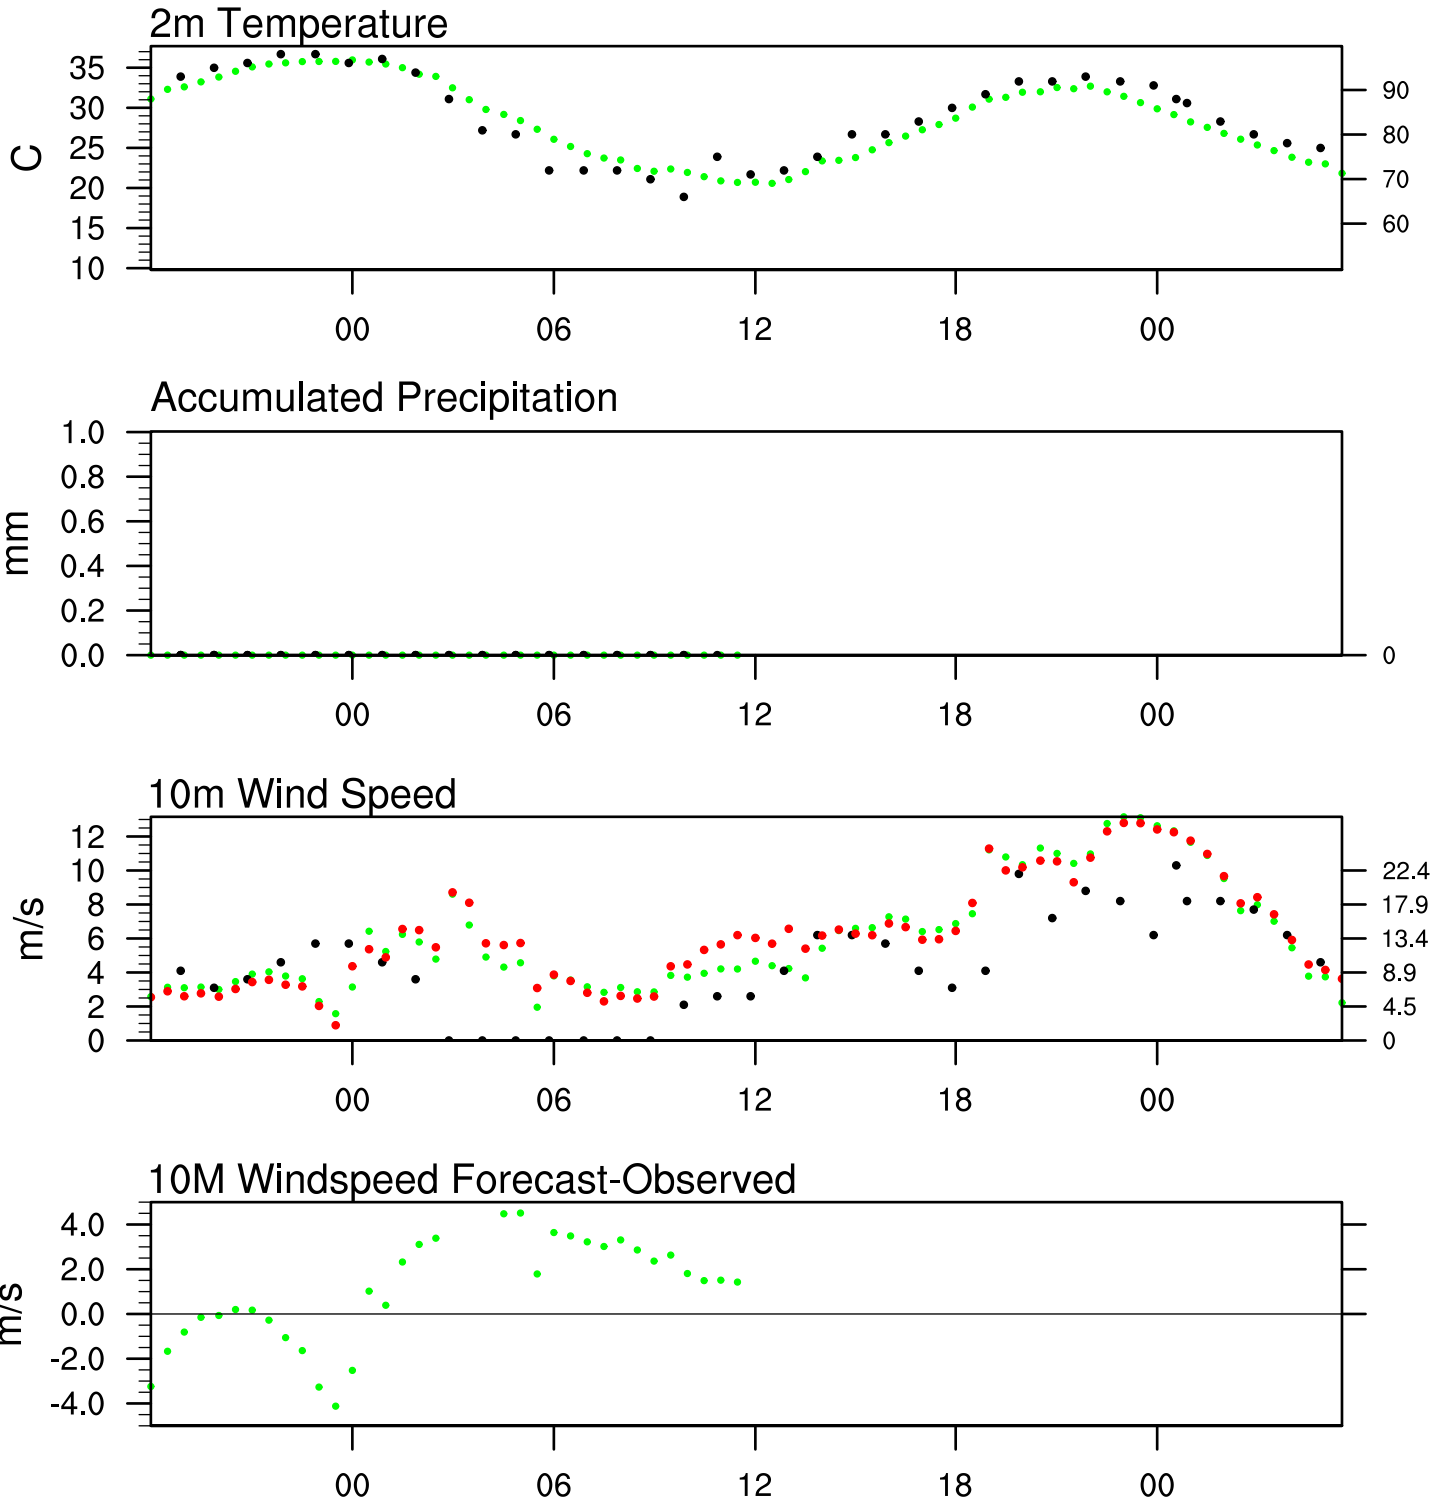 2m Temperature
35
30
25
20
15
10
C
90
80
70
60
00 06 12 18 00
Accumulated Precipitation
1.0
0.8
0.6
0.4
0.2
0.0
mm
0
00 06 12 18 00
10m Wind Speed
12
10
8
6
4
2
0
m/s
22.4
17.9
13.4
8.9
4.5
0
00 06 12 18 00
10M Windspeed Forecast-Observed
4.0
2.0
0.0
-2.0
-4.0
m/s
00 06 12 18 00